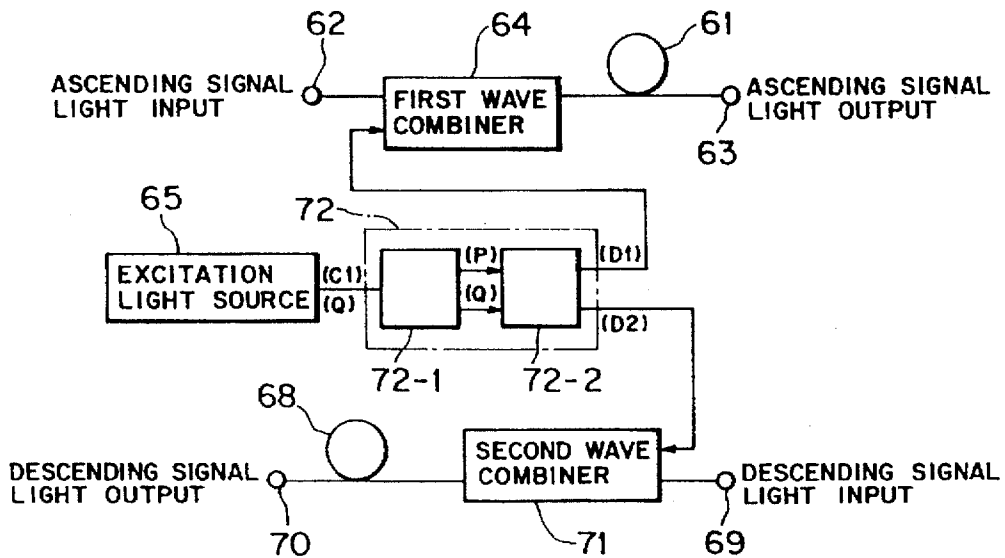 62
64
61
ASCENDING SIGNAL
LIGHT INPUT
FIRST WAVE
COMBINER
ASCENDING SIGNAL
LIGHT OUTPUT
63
65
72
EXCITATION
LIGHT SOURCE
(C1)
(Q)
(P)
(Q)
(D1)
(D2)
72-1
72-2
68
SECOND WAVE
COMBINER
DESCENDING SIGNAL
LIGHT OUTPUT
DESCENDING SIGNAL
LIGHT INPUT
70
71
69